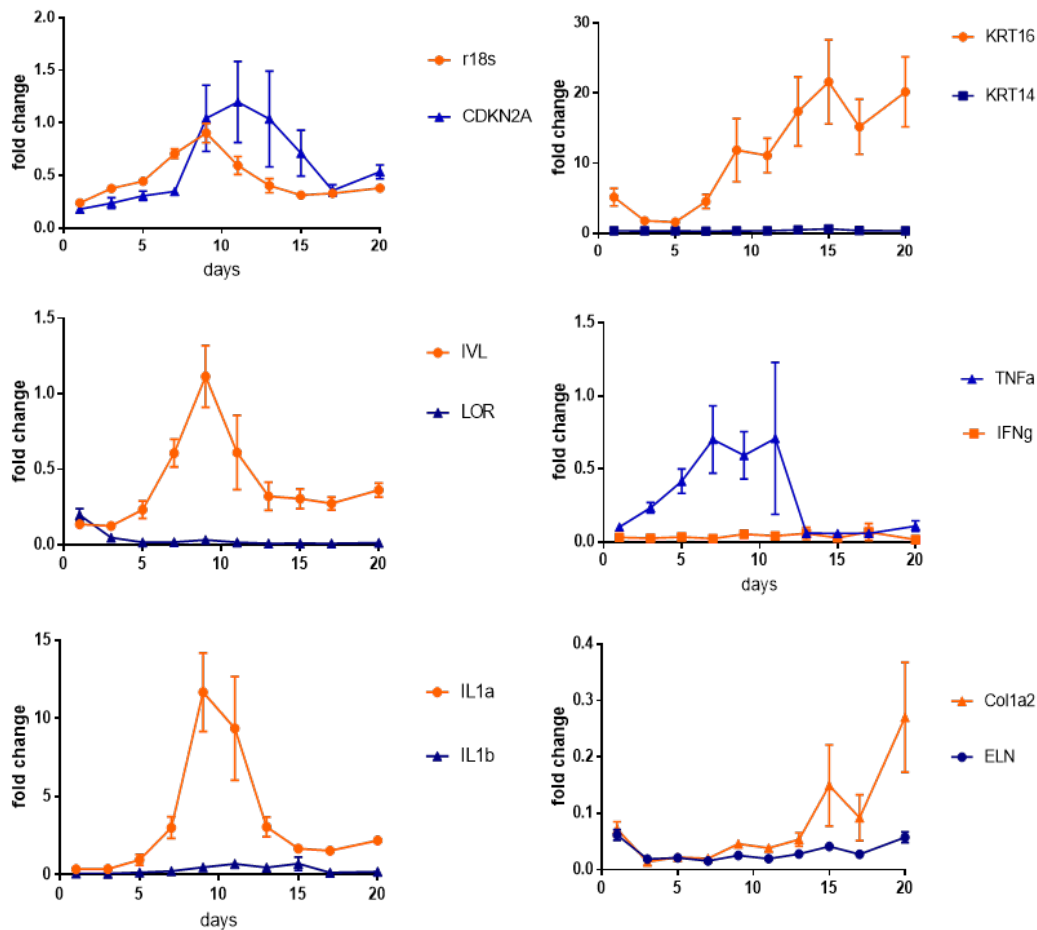 2.0
1.5
1.0
0.5
0.0
fold change
0 5 10 15 20
days
r18s
CDKN2A
30
20
10
0
fold change
0 5 10 15 20
KRT16
KRT14
1.5
1.0
0.5
0.0
fold change
0 5 10 15 20
IVL
LOR
1.5
1.0
0.5
0.0
fold change
0 5 10 15 20
days
TNFa
IFNg
15
10
5
0
fold change
0 5 10 15 20
days
IL1a
IL1b
0.4
0.3
0.2
0.1
0.0
fold change
0 5 10 15 20
Col1a2
ELN